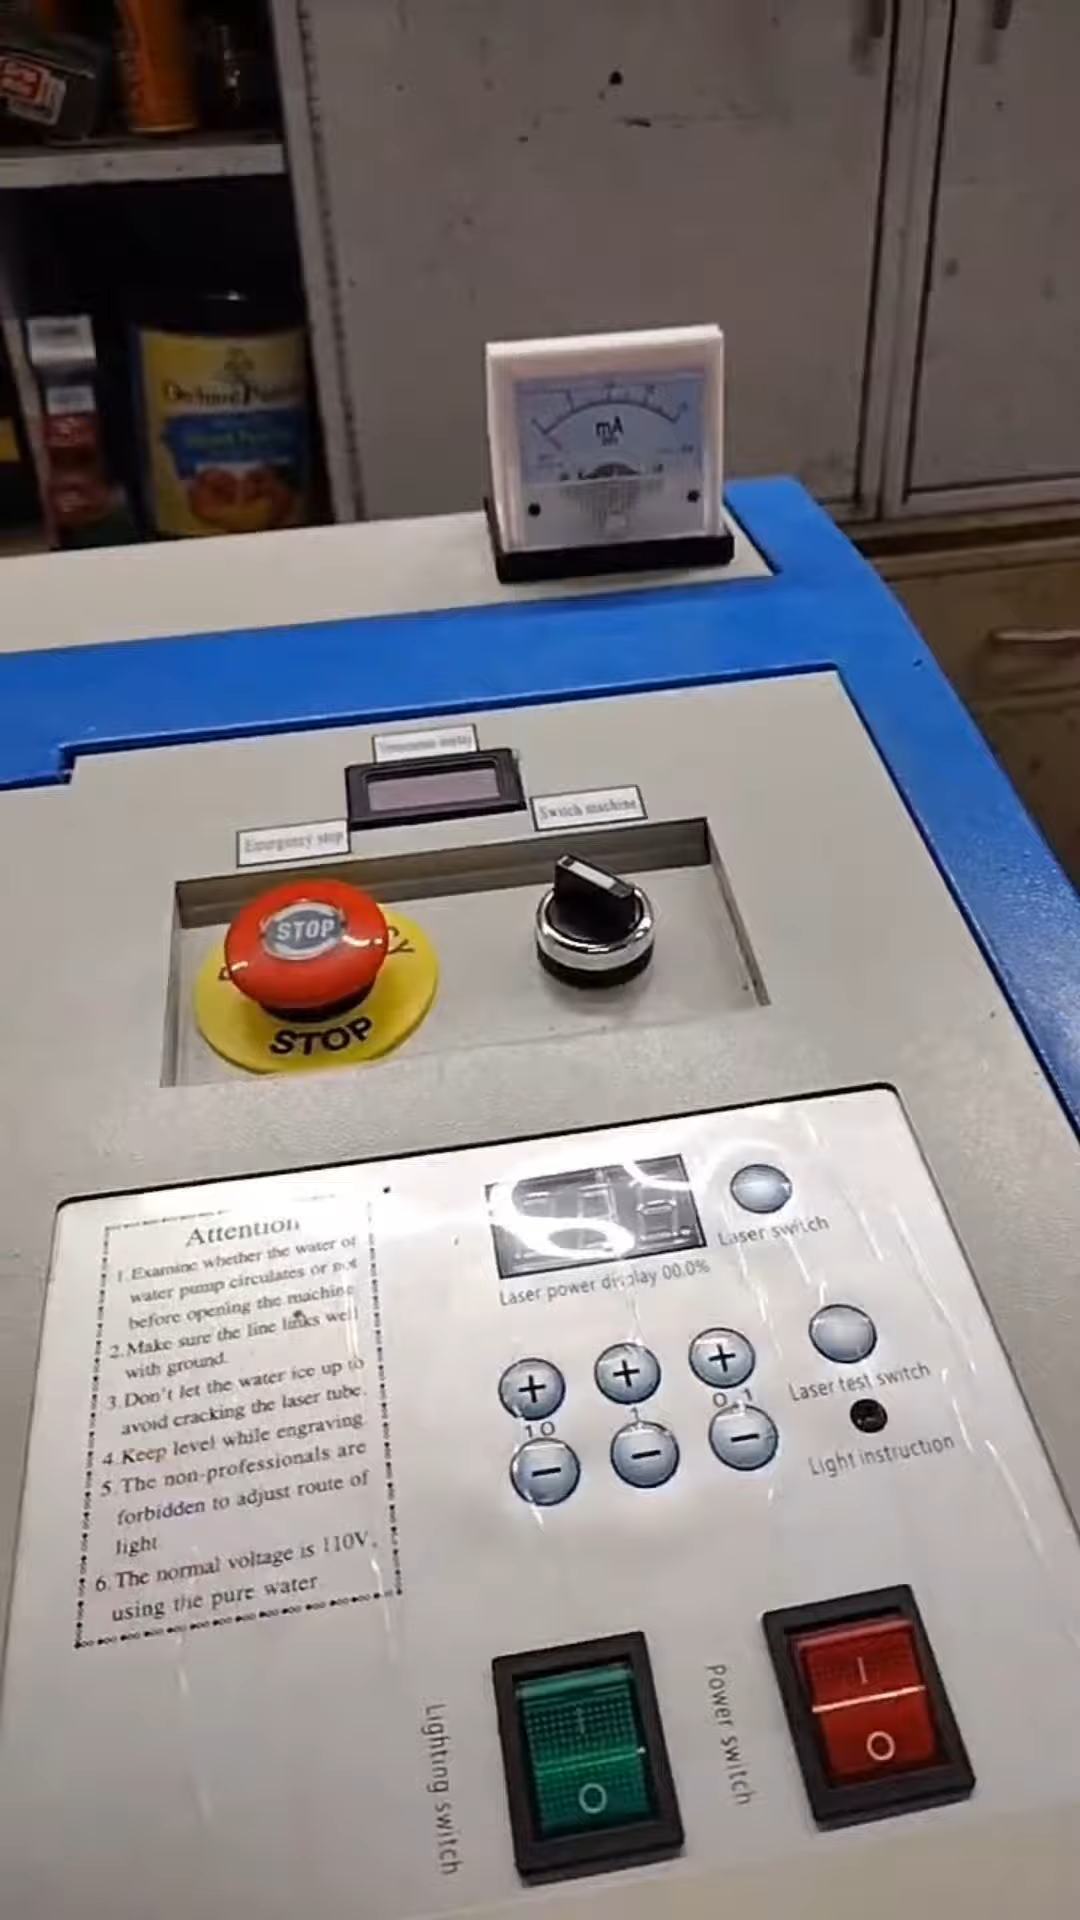 mA
Emergency stop
Switch machine
STOP
STOP
Attention
1.Examine whether the water of
water pump circulates or not
before opening the machine
2.Make sure the line links well
with ground.
3.Don't let the water ice up to
avoid cracking the laser tube.
4.Keep level while engraving.
5.The non-professionals are
forbidden to adjust route of
light
6.The normal voltage is 110V,
using the pure water.
Laser switch
Laser power display 00.0%
+ + +
10 1 0.1
- - -
Laser test switch
Light instruction
Lighting switch
I
O
Power switch
I
O